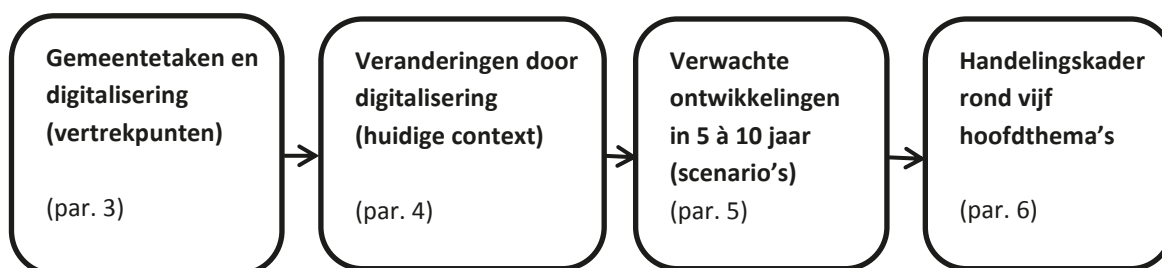 Gemeentetaken en
digitalisering
(vertrekpunten)
(par. 3)
Veranderingen door
digitalisering
(huidige context)
(par. 4)
Verwachte
ontwikkelingen
in 5 à 10 jaar
(scenario’s)
(par. 5)
Handelingskader
rond vijf
hoofdthema’s
(par. 6)